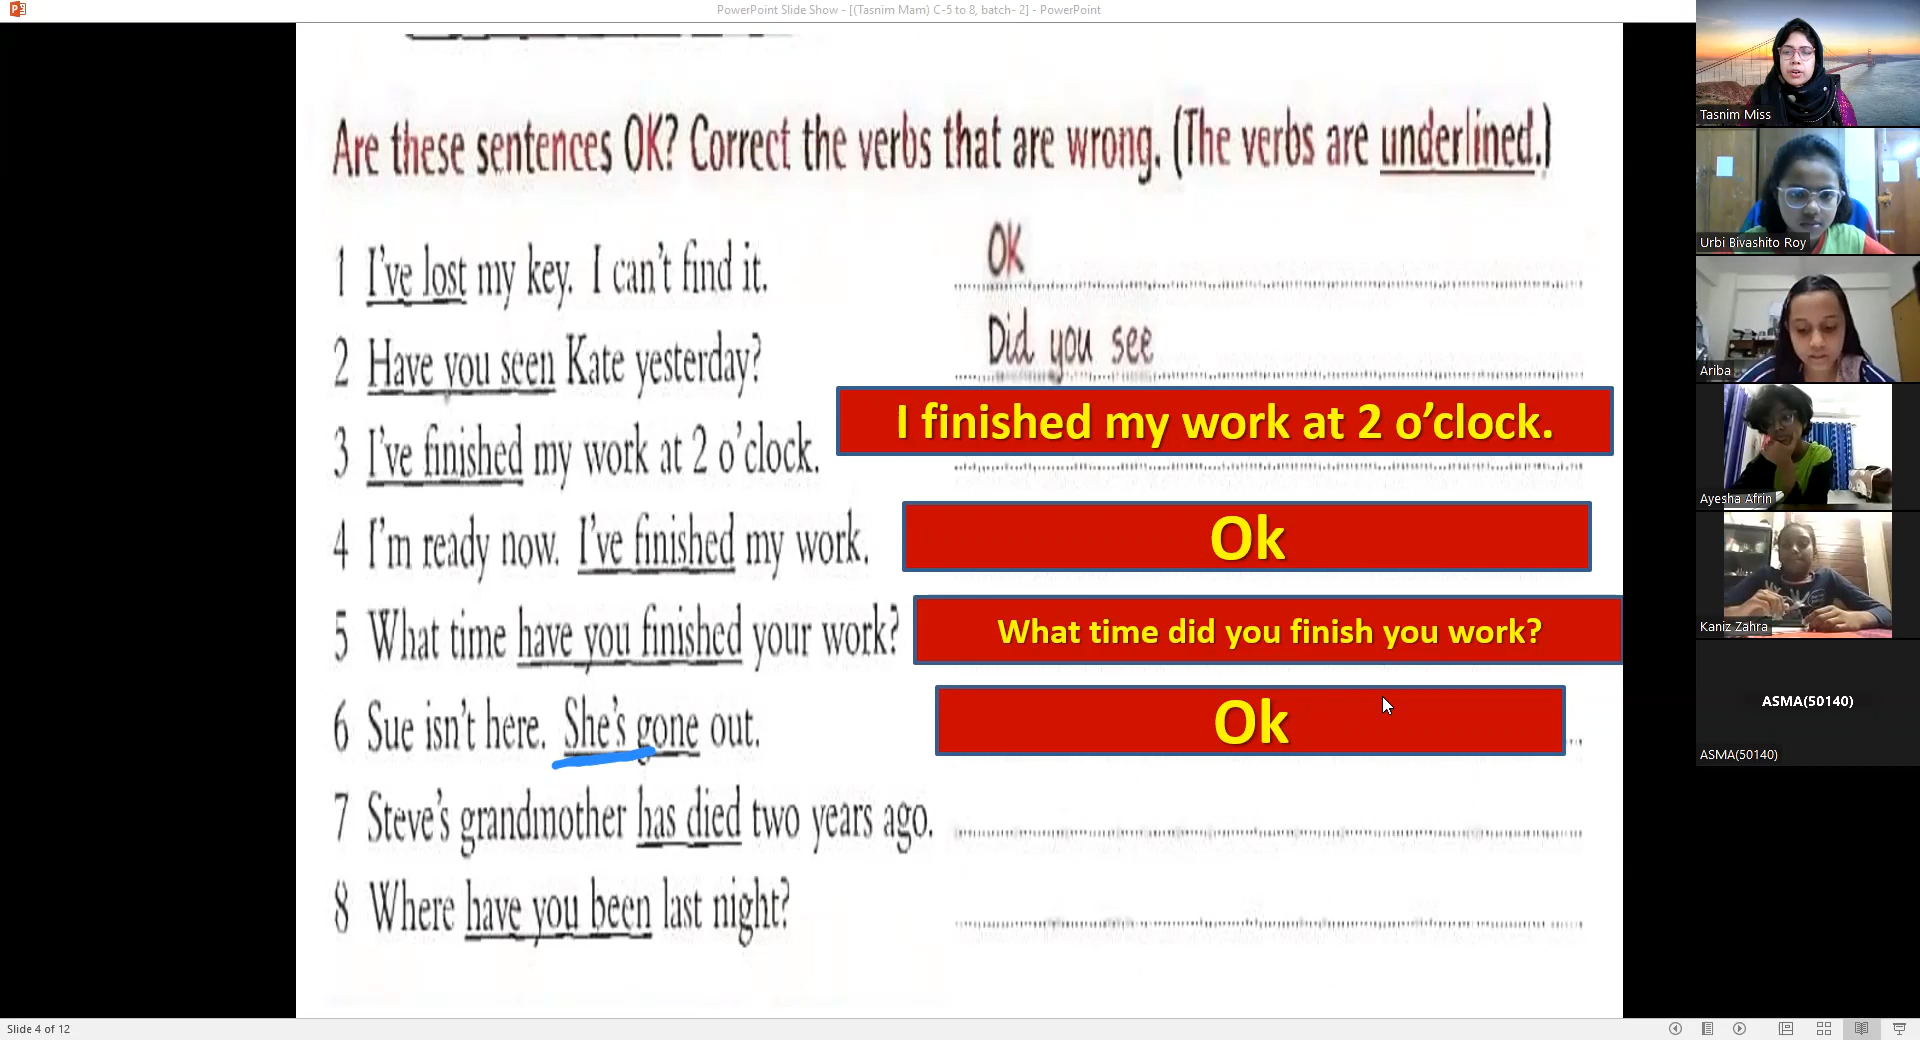 PowerPoint Slide Show - [(Tasnim Mam) C-5 to 8, batch- 2] - PowerPoint
Are these sentences OK? Correct the verbs that are wrong. (The verbs are underlined.)
1 I've lost my key. I can't find it. OK
2 Have you seen Kate yesterday? Did you see
3 I've finished my work at 2 o'clock. I finished my work at 2 o’clock.
4 I'm ready now. I've finished my work. Ok
5 What time have you finished your work? What time did you finish you work?
6 Sue isn't here. She's gone out. Ok
7 Steve's grandmother has died two years ago.
8 Where have you been last night?
Slide 4 of 12
Tasnim Miss
Urbi Bivashito Roy
Ariba
Ayesha Afrin
Kaniz Zahra
ASMA(50140)
ASMA(50140)